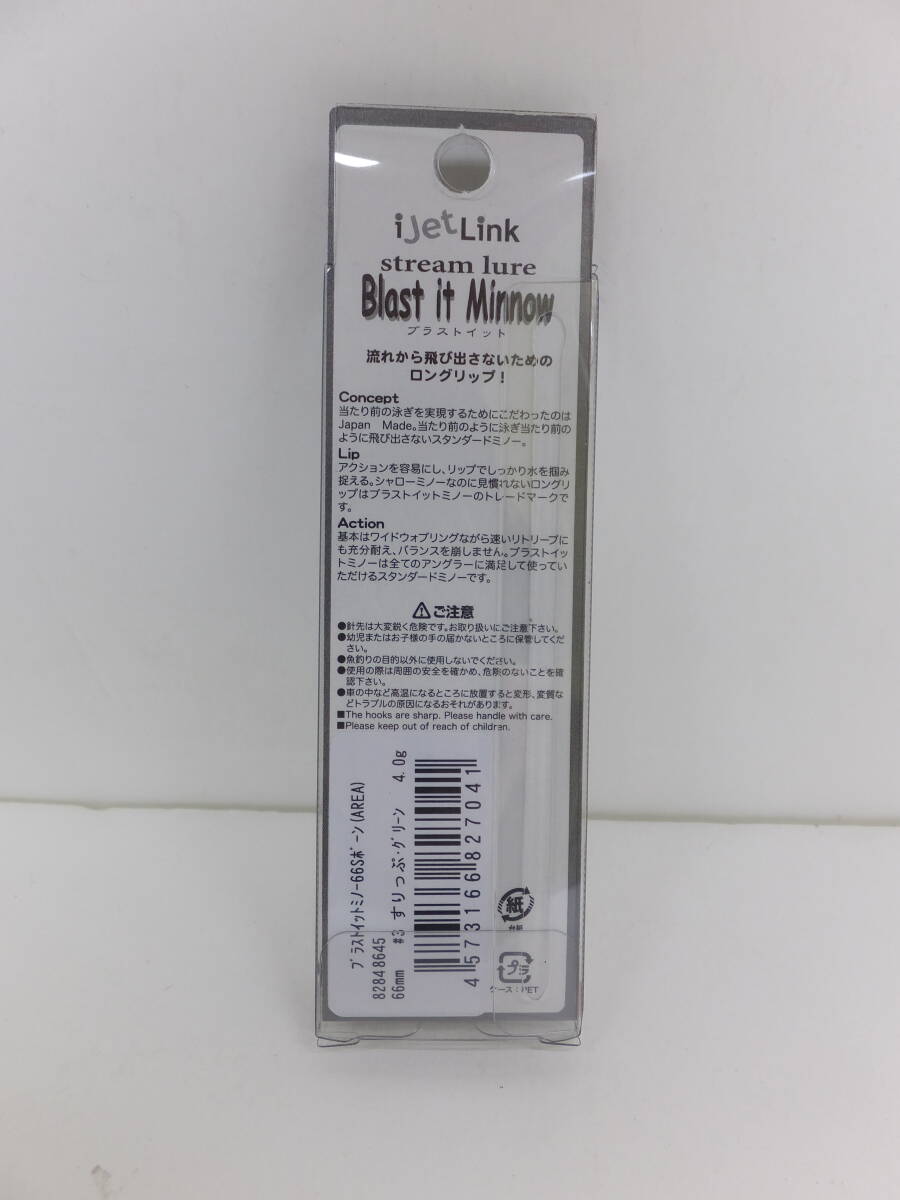 iJetLink
stream lure
Blast it Minnow
ブラストイット
流れから飛び出さないための
ロングリップ！
Concept
当たり前の泳ぎを実現するためにこだわったのは
Japan Made。当たり前のように泳ぎ当たり前の
ように飛び出さないスタンダードミノー。
Lip
アクションを容易にし、リップでしっかり水を掴み
捉える。シャローミノーなのに見慣れないロングリ
ップはブラストイットミノーのトレードマークで
す。
Action
基本はワイドウォブリングながら速いリトリーブに
も充分耐え、バランスを崩しません。ブラストイッ
トミノーは全てのアングラーに満足して使ってい
ただけるスタンダードミノーです。
ご注意
●針先は大変鋭く危険です。お取り扱いにご注意下さい。
●幼児またはお子様の手の届かないところに保管してくだ
さい。
●魚釣りの目的以外に使用しないでください。
●使用の際は周囲の安全を確かめ、危険のないことを確
認下さい。
●車の中など高温になるところに放置すると変形、変質な
どトラブルの原因になるおそれがあります。
■The hooks are sharp. Please handle with care.
■Please keep out of reach of children.
ブラストイットミノー66Sボーン(AREA)
82848645
66mm #3 すりっぷ・グリーン 4.0g
4573166827041
紙
台紙
プラ
ケース：PET